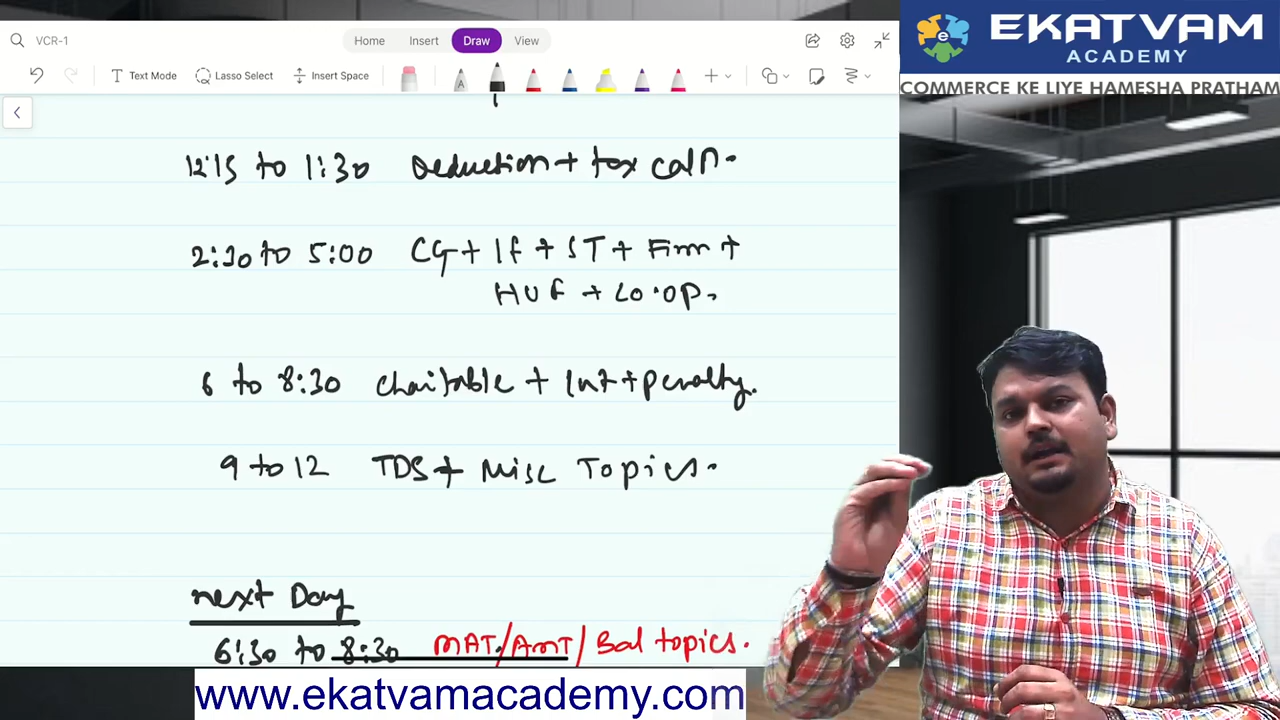 VCR-1
Home Insert Draw View
Text Mode Lasso Select Insert Space
EKATVAM
ACADEMY
COMMERCE KE LIYE HAMESHA PRATHAM
12:15 to 1:30 Deduction + tax caln.
2:30 to 5:00 CG + If + ST + Firm +
HUF + Co.op.
6 to 8:30 Charitable + Int + penalty.
9 to 12 TDS + Misc Topics.
next Day
6:30 to 8:30 MAT/AMT/Bal topics.
www.ekatvamacademy.com